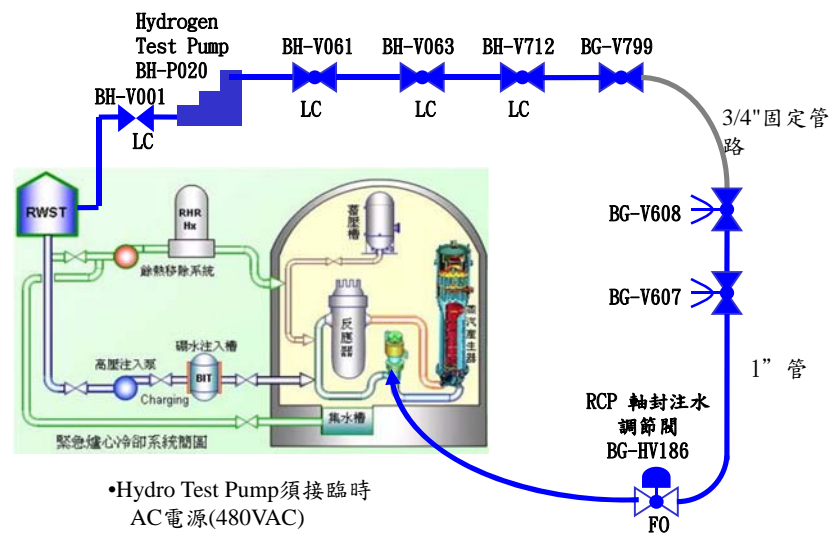 Hydrogen
Test Pump
BH-P020
BH-V061
BH-V063
BH-V712
BG-V799
BH-V001
LC
LC
LC
LC
3/4"固定管
路
RWST
RHR
Hx
蓄壓槽
餘熱移除系統
反應器
蒸汽產生器
硼水注入槽
高壓注入泵
BIT
Charging
集水槽
緊急爐心冷卻系統簡圖
BG-V608
BG-V607
1” 管
RCP 軸封注水
調節閥
BG-HV186
FO
•Hydro Test Pump須接臨時
AC電源(480VAC)